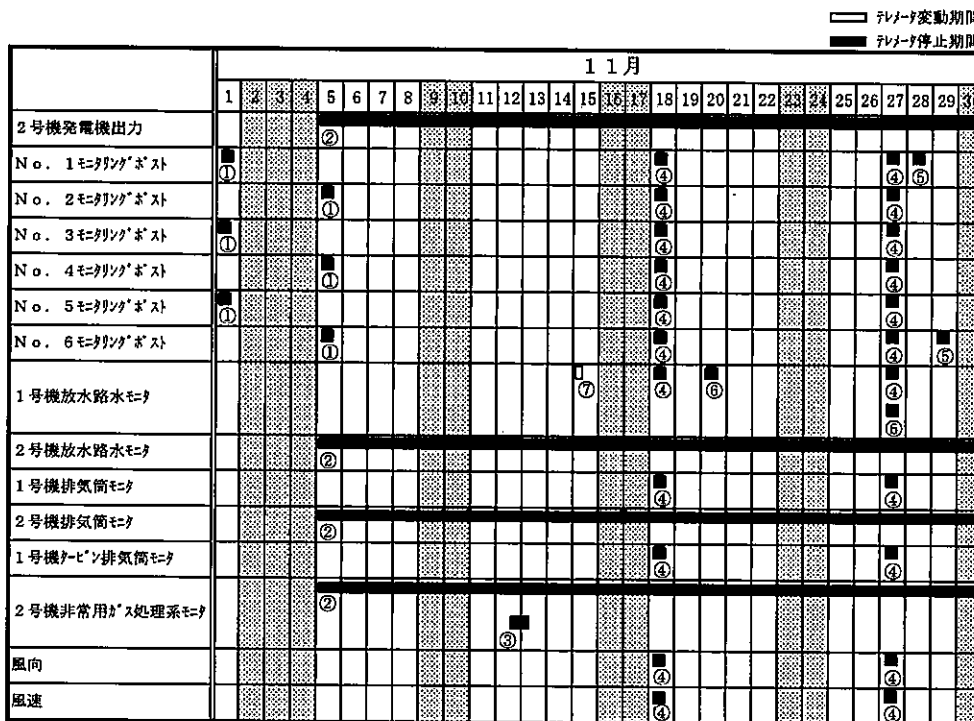 テレメータ変動期間
テレメータ停止期間
11月
1 2 3 4 5 6 7 8 9 10 11 12 13 14 15 16 17 18 19 20 21 22 23 24 25 26 27 28 29 3
2号機発電機出力
②
No. 1モニタリングポスト
① ④ ④ ⑤
No. 2モニタリングポスト
① ④ ④
No. 3モニタリングポスト
① ④ ④
No. 4モニタリングポスト
① ④ ④
No. 5モニタリングポスト
① ④ ④
No. 6モニタリングポスト
① ④ ④ ⑤
1号機放水路水モニタ
⑦ ④ ⑥ ④
⑤
2号機放水路水モニタ
②
1号機排気筒モニタ
④ ④
2号機排気筒モニタ
②
1号機タービン排気筒モニタ
④ ④
2号機非常用ガス処理系モニタ
②
③
風向
④ ④
風速
④ ④